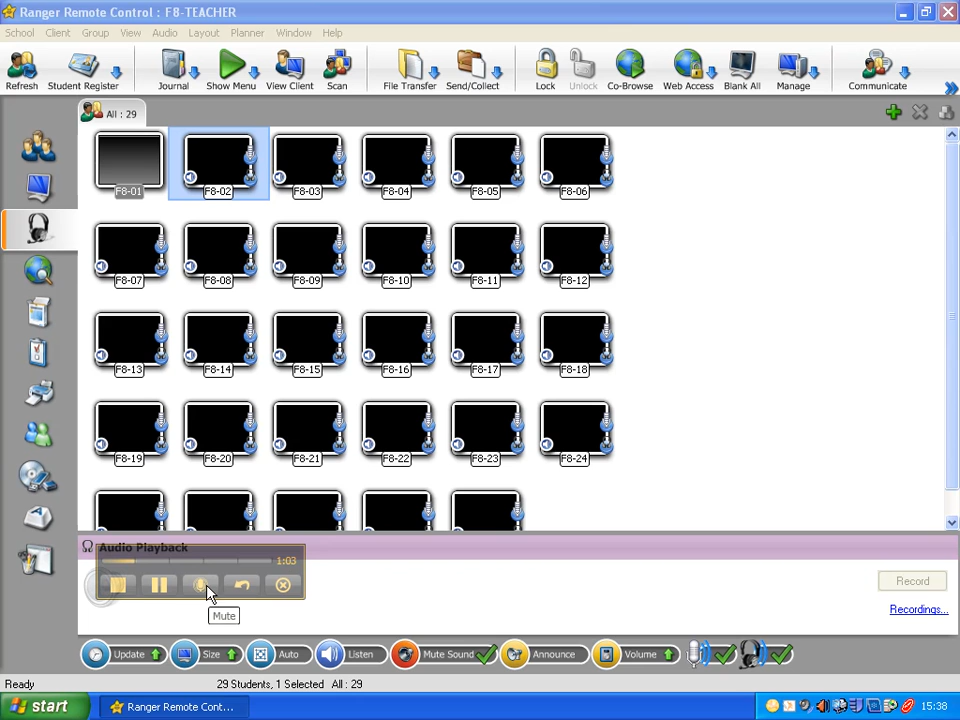 Ranger Remote Control : F8-TEACHER
School Client Group View Audio Layout Planner Window Help
Refresh Student Register Journal Show Menu View Client Scan File Transfer Send/Collect Lock Unlock Co-Browse Web Access Blank All Manage Communicate
All : 29
F8-01 F8-02 F8-03 F8-04 F8-05 F8-06
F8-07 F8-08 F8-09 F8-10 F8-11 F8-12
F8-13 F8-14 F8-15 F8-16 F8-17 F8-18
F8-19 F8-20 F8-21 F8-22 F8-23 F8-24
Audio Playback
1:03
Record
Mute
Recordings...
Update Size Auto Listen Mute Sound Announce Volume
Ready 29 Students, 1 Selected All : 29
start Ranger Remote Cont... 15:38